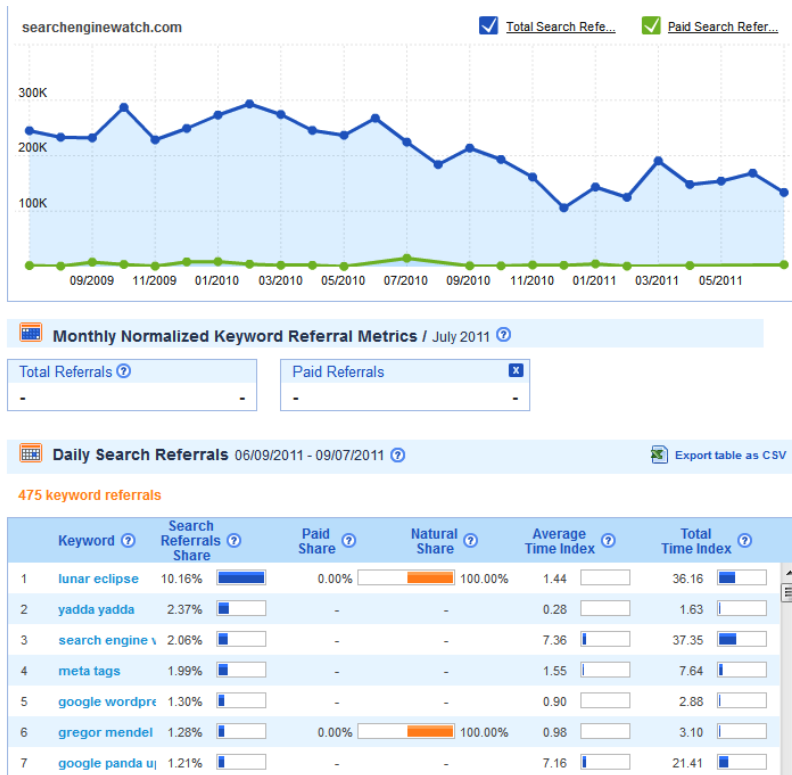 searchenginewatch.com
Total Search Refe...
Paid Search Refer...
300K
200K
100K
09/2009 11/2009 01/2010 03/2010 05/2010 07/2010 09/2010 11/2010 01/2011 03/2011 05/2011
Monthly Normalized Keyword Referral Metrics / July 2011 ?
Total Referrals ? Paid Referrals x
- - - -
Daily Search Referrals 06/09/2011 - 09/07/2011 ? Export table as CSV
475 keyword referrals
Keyword ? Search Referrals Share ? Paid Share ? Natural Share ? Average Time Index ? Total Time Index ?
1 lunar eclipse 10.16% 0.00% 100.00% 1.44 36.16
2 yadda yadda 2.37% - - 0.28 1.63
3 search engine v 2.06% - - 7.36 37.35
4 meta tags 1.99% - - 1.55 7.64
5 google wordpre 1.30% - - 0.90 2.88
6 gregor mendel 1.28% 0.00% 100.00% 0.98 3.10
7 google panda u 1.21% - - 7.16 21.41